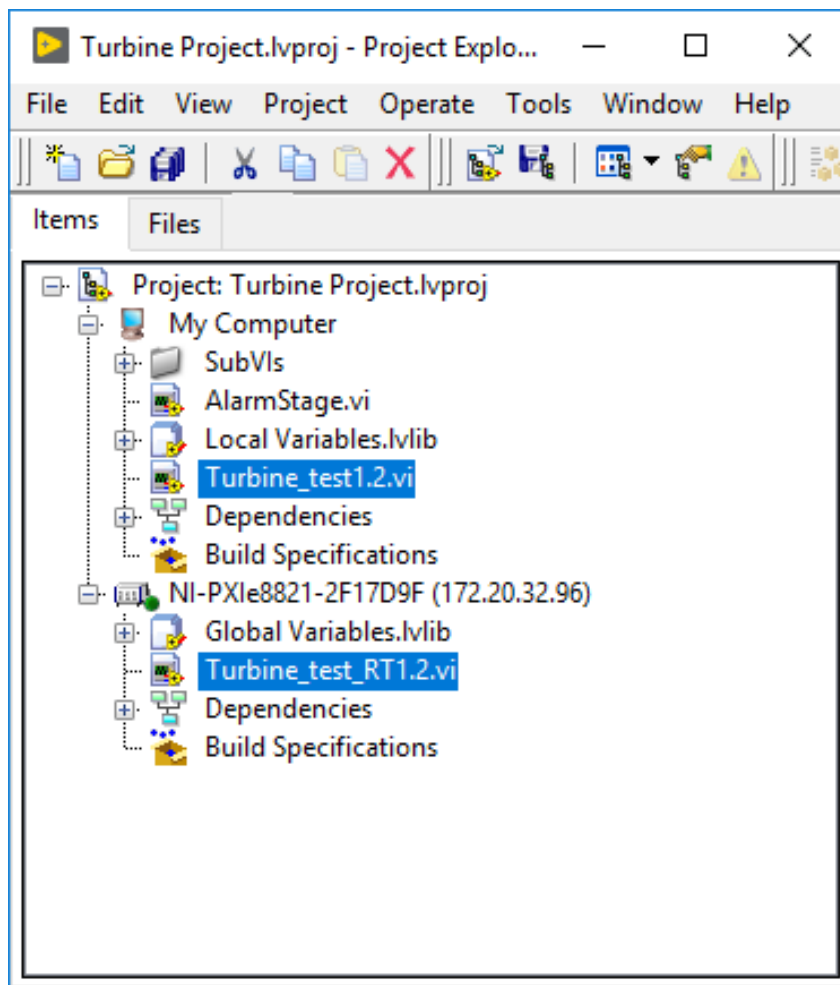 Turbine Project.lvproj - Project Explo...
File Edit View Project Operate Tools Window Help
Items Files
Project: Turbine Project.lvproj
My Computer
SubVIs
AlarmStage.vi
Local Variables.lvlib
Turbine_test1.2.vi
Dependencies
Build Specifications
NI-PXIe8821-2F17D9F (172.20.32.96)
Global Variables.lvlib
Turbine_test_RT1.2.vi
Dependencies
Build Specifications